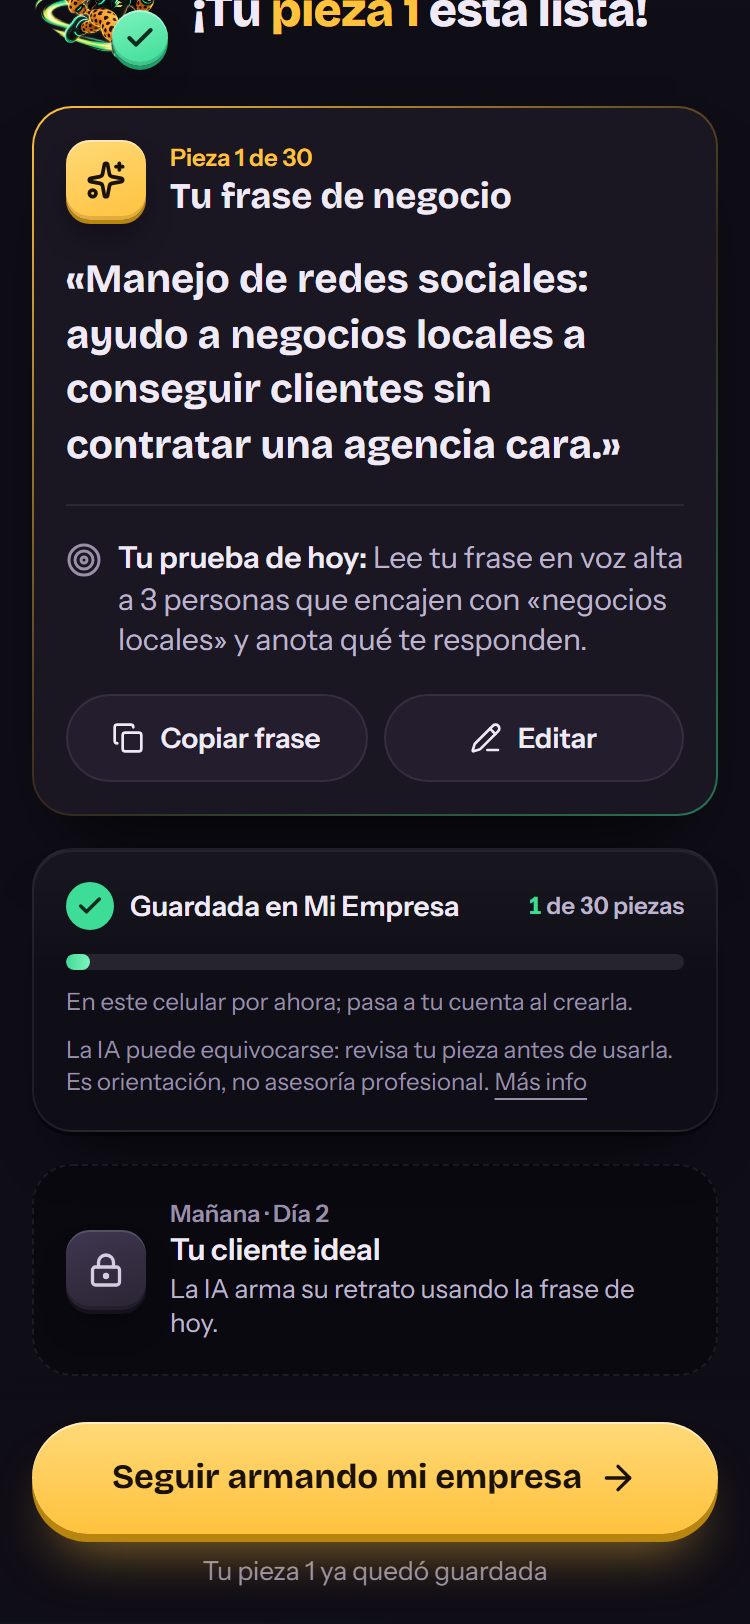 ¡Tu pieza 1 está lista!
Pieza 1 de 30
Tu frase de negocio
«Manejo de redes sociales:
ayudo a negocios locales a
conseguir clientes sin
contratar una agencia cara.»
Tu prueba de hoy: Lee tu frase en voz alta
a 3 personas que encajen con «negocios
locales» y anota qué te responden.
Copiar frase
Editar
Guardada en Mi Empresa
1 de 30 piezas
En este celular por ahora; pasa a tu cuenta al crearla.
La IA puede equivocarse: revisa tu pieza antes de usarla.
Es orientación, no asesoría profesional. Más info
Mañana · Día 2
Tu cliente ideal
La IA arma su retrato usando la frase de
hoy.
Seguir armando mi empresa
Tu pieza 1 ya quedó guardada